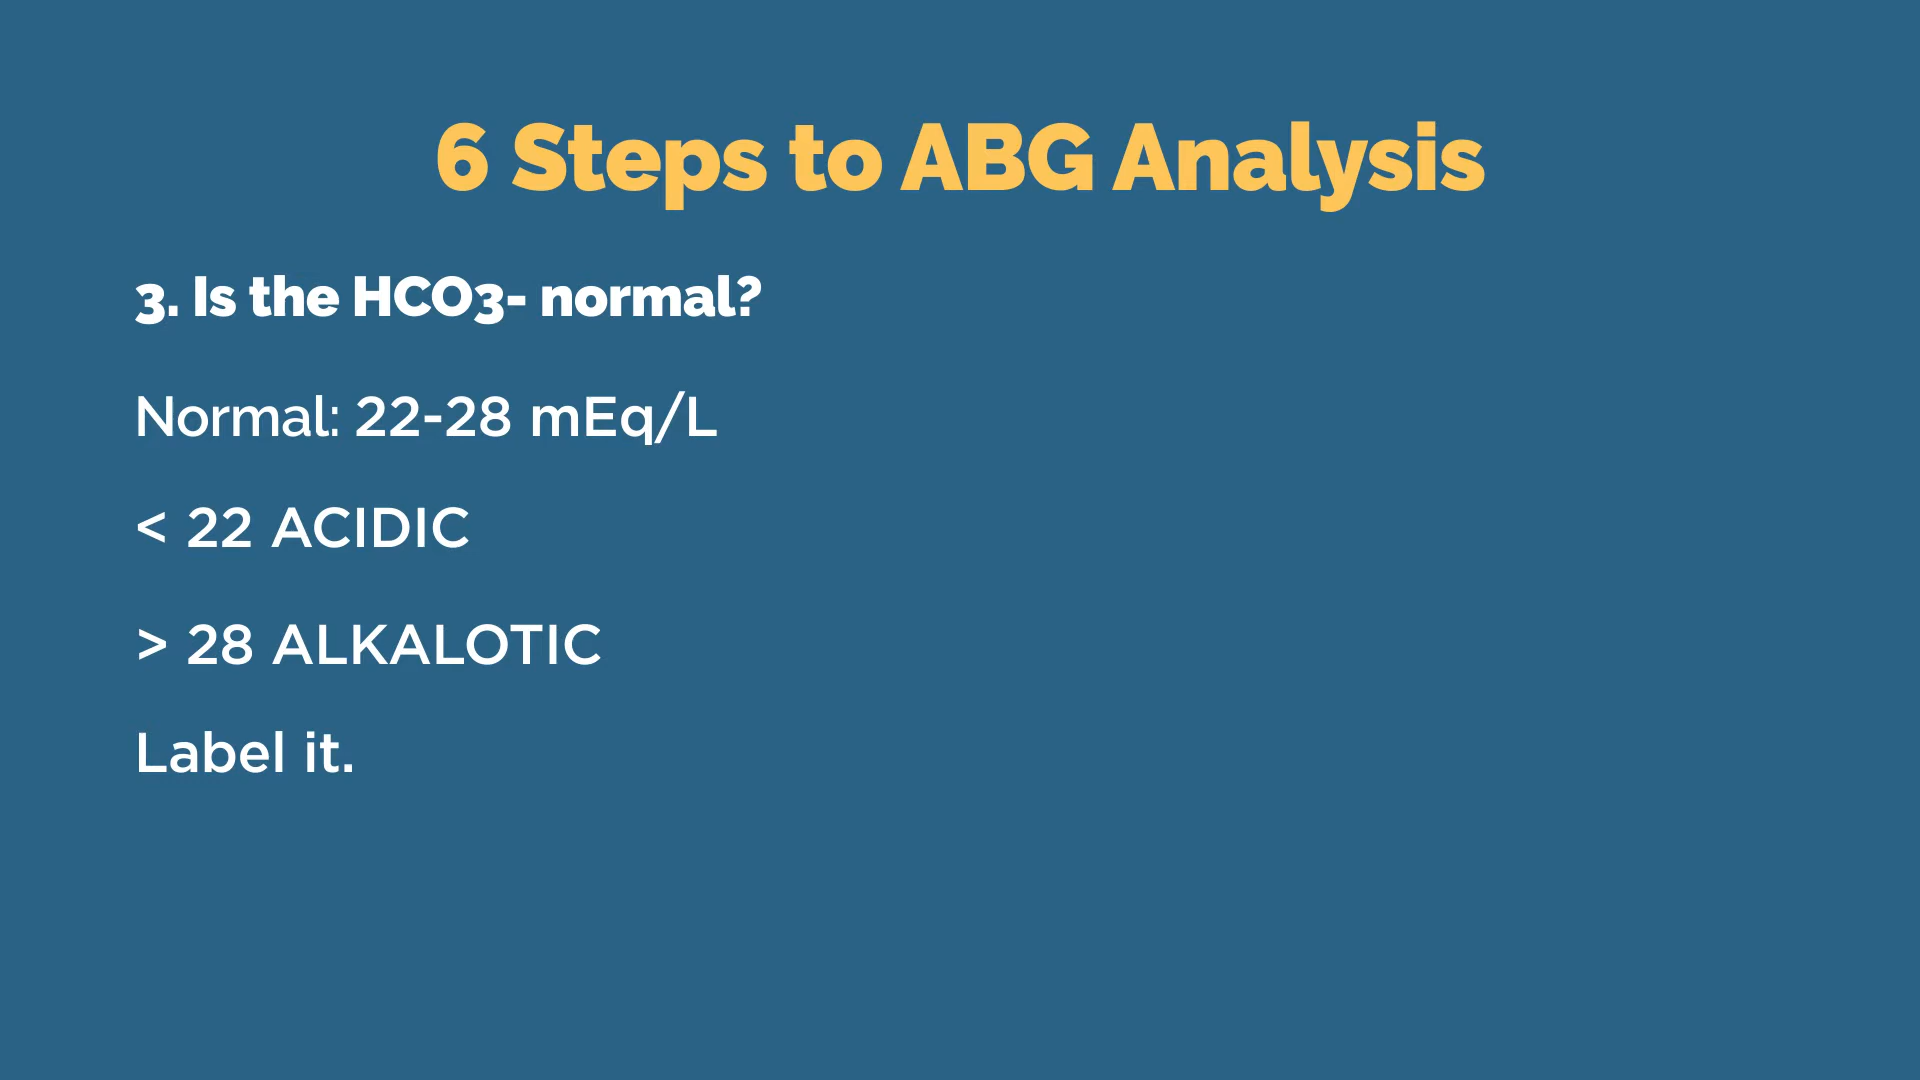 6 Steps to ABG Analysis
3. Is the HCO3- normal?
Normal: 22-28 mEq/L
< 22 ACIDIC
> 28 ALKALOTIC
Label it.